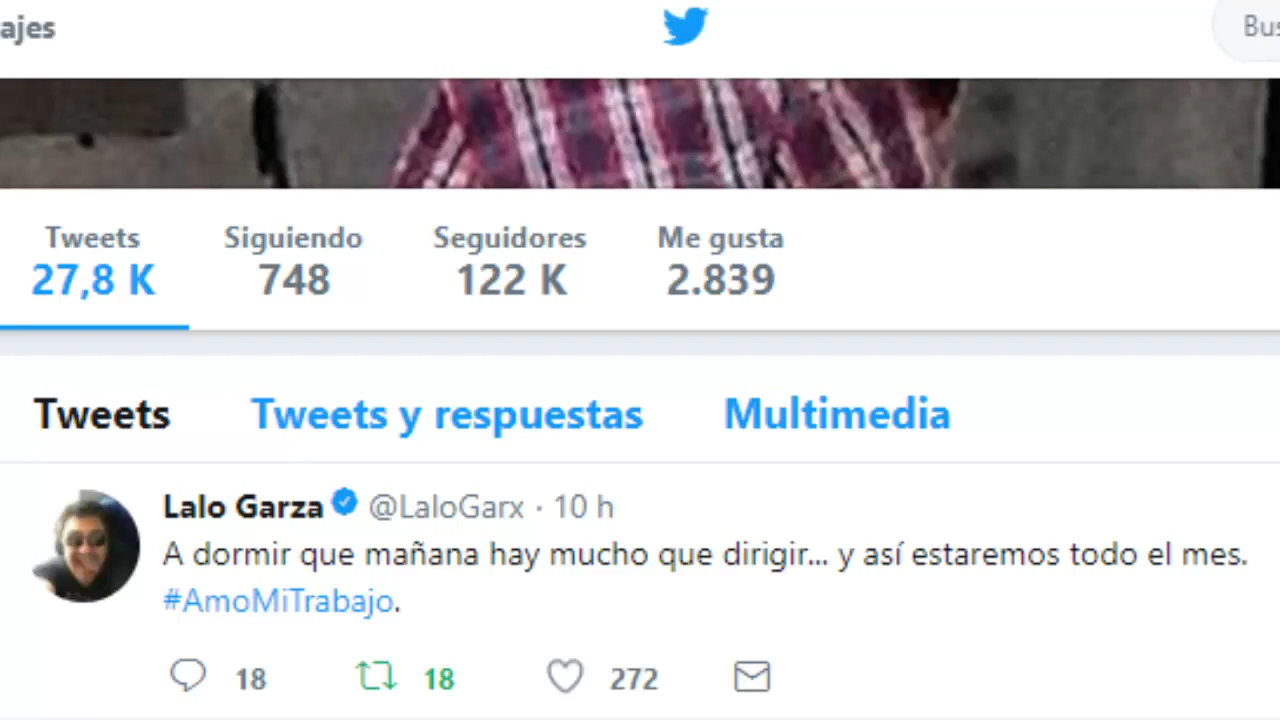 ajes
Bus
Tweets Siguiendo Seguidores Me gusta
27,8 K 748 122 K 2.839
Tweets Tweets y respuestas Multimedia
Lalo Garza @LaloGarx · 10 h
A dormir que mañana hay mucho que dirigir... y así estaremos todo el mes.
#AmoMiTrabajo.
18 18 272